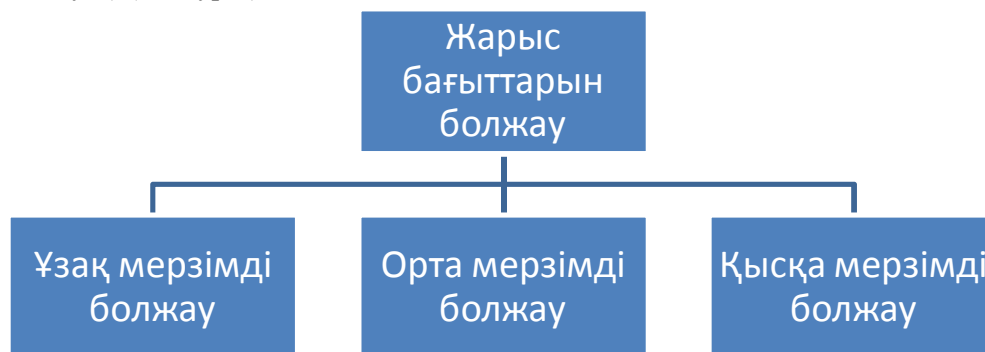 Жарыс
бағыттарын
болжау
Ұзақ мерзімді
болжау
Орта мерзімді
болжау
Қысқа мерзімді
болжау